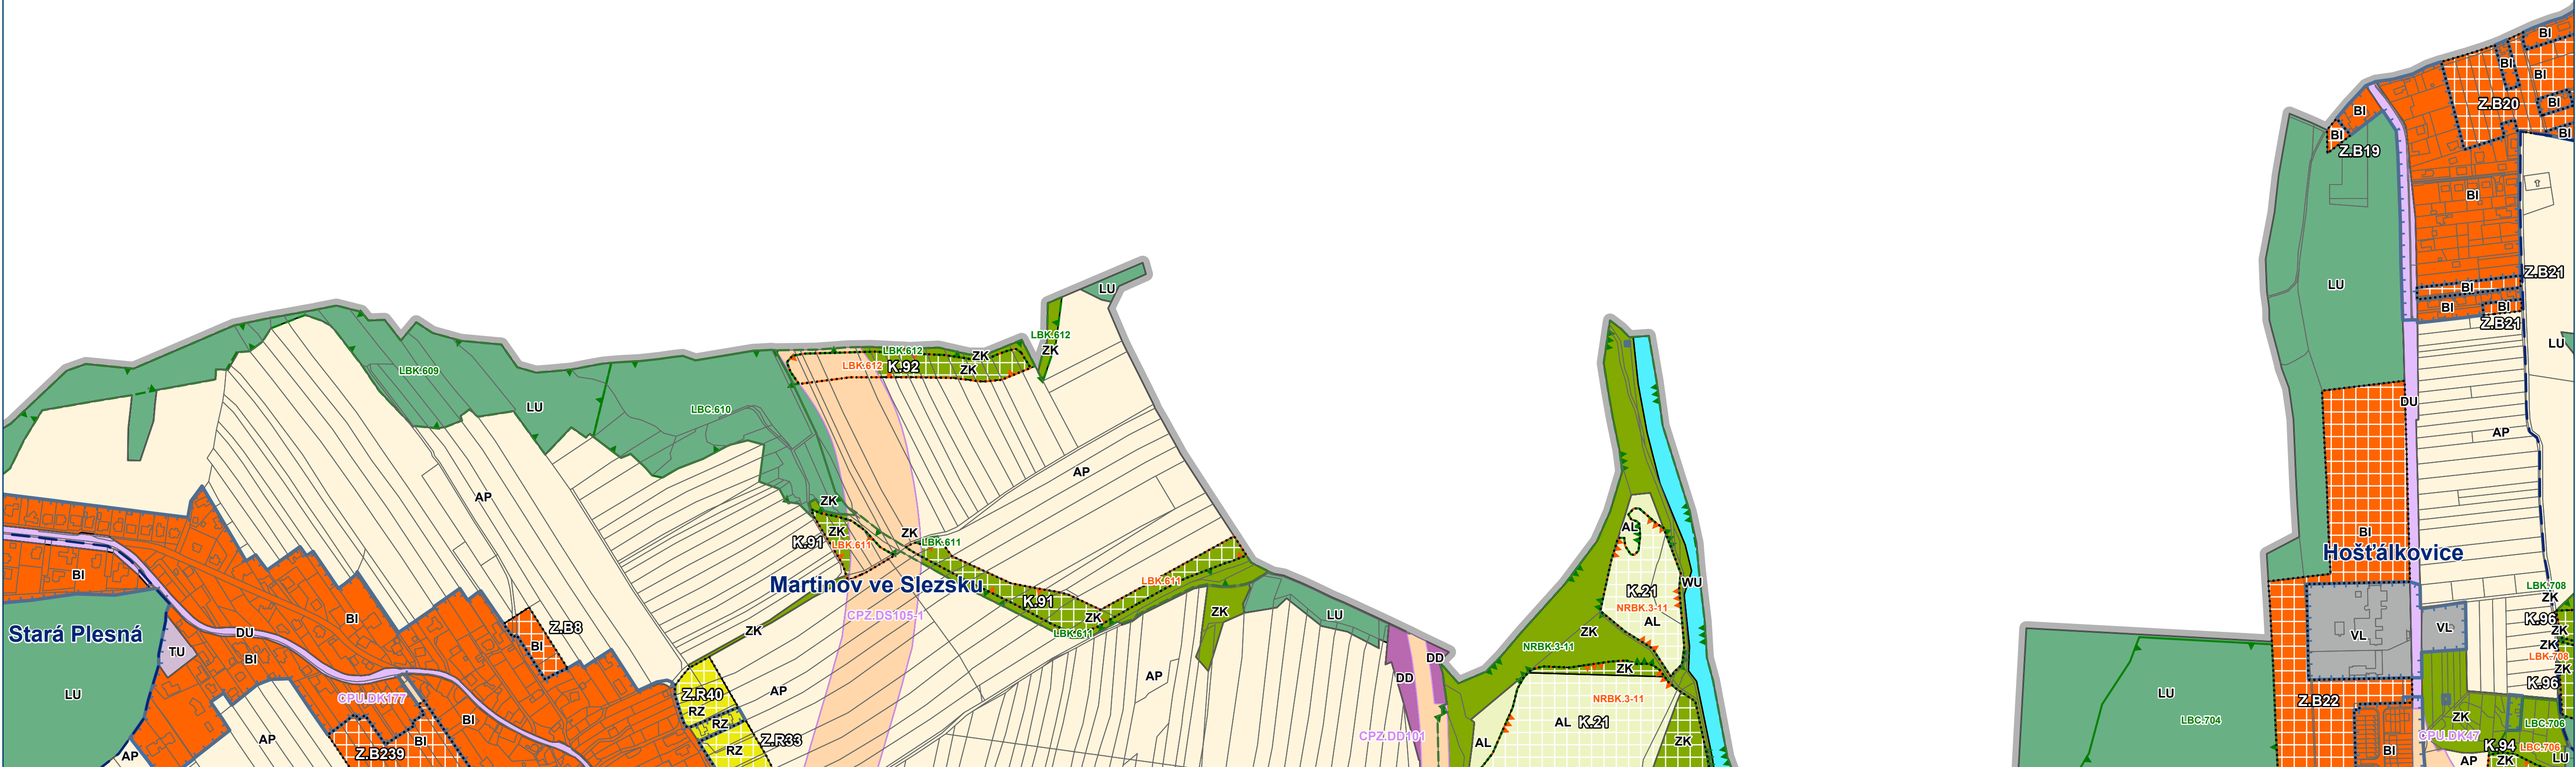 BI
BI
BI
Z.B20
BI
BI
BI
BI
Z.B19
BI
Z.B21
LU
LU
BI
BI
BI
Z.B21
LBK.612
ZK
LU
LBK.612
ZK
LBK.612
K.92
ZK
LBK.609
LU
LBC.610
DU
AP
AP
AP
ZK
ZK
ZK
K.91
LBK.611
LBK.611
AL
BI
Hošťálkovice
Martinov ve Slezsku
LBK.611
WU
K.21
NRBK.3-11
AL
BI
K.91
ZK
LBK.611
CPZ.DS105-1
ZK
LU
ZK
ZK
LBK.708
ZK
K.96
ZK
ZK
LBK.708
ZK
K.96
VL
VL
Stará Plesná
DU
BI
BI
TU
Z.B8
BI
NRBK.3-11
DD
DD
ZK
AP
AP
LU
CPU.DK177
BI
Z.R40
RZ
RZ
Z.R33
RZ
NRBK.3-11
LU
LBC.704
Z.B22
AL
K.21
AL
ZK
CPZ.DD101
ZK
LBC.706
CPU.DK47
K.94
LBC.706
BI
AP
ZK
LU
AP
AP
BI
Z.B239